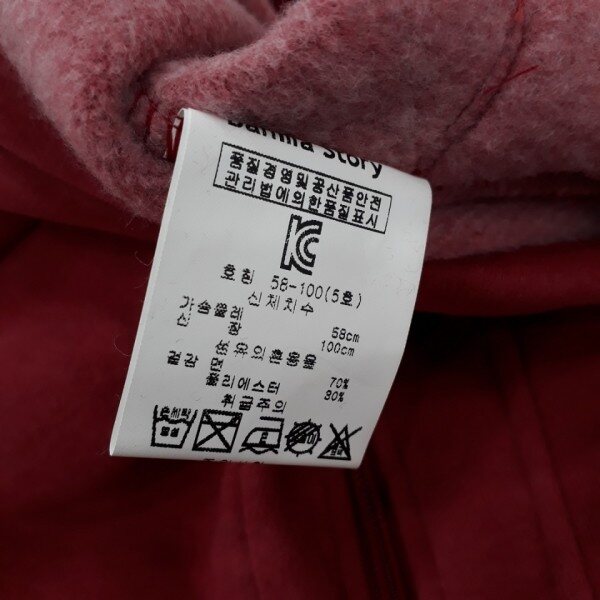 Story
품질경영및공산품안전
관리법에의한품질표시
호칭 58-100(5호)
신체치수
가슴둘레 58cm
신장 100cm
겉감 섬유의혼용율
70%
폴리에스터 30%
취급주의